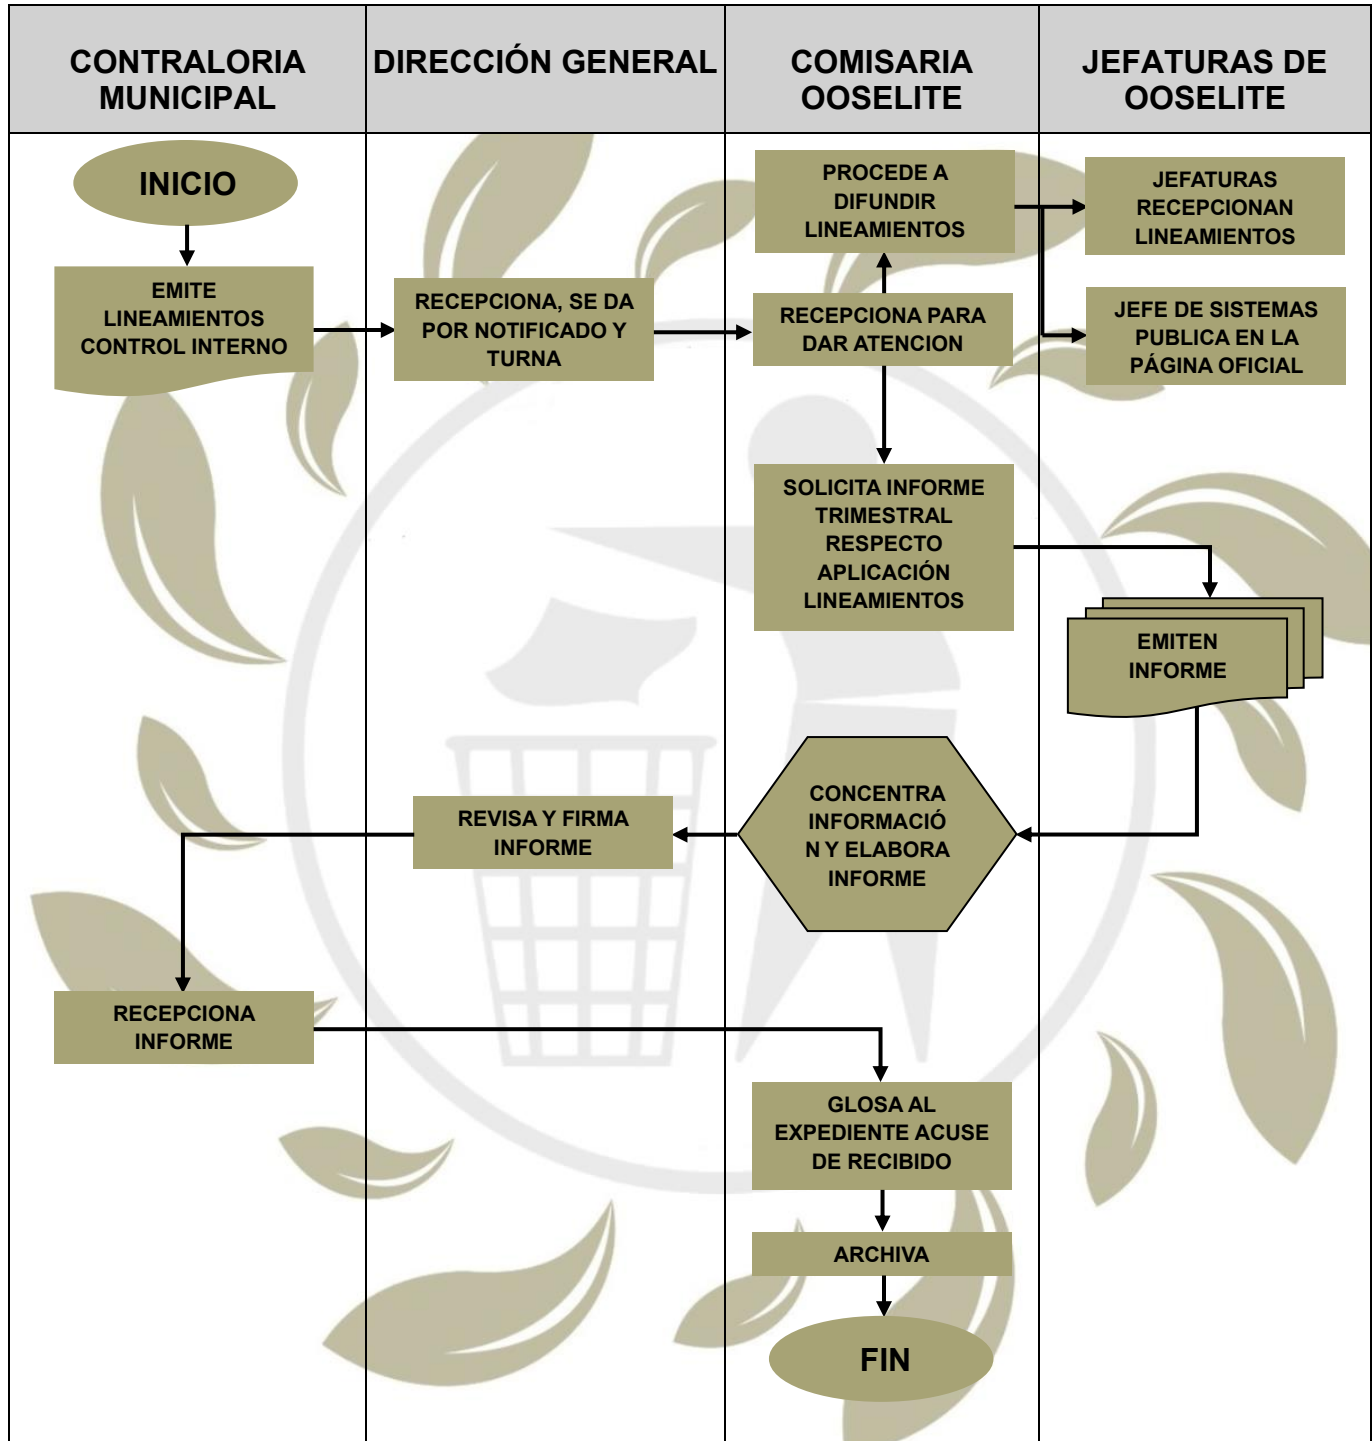 CONTRALORIA
MUNICIPAL
DIRECCIÓN GENERAL
COMISARIA
OOSELITE
JEFATURAS DE
OOSELITE
INICIO
EMITE
LINEAMIENTOS
CONTROL INTERNO
RECEPCIONA, SE DA
POR NOTIFICADO Y
TURNA
PROCEDE A
DIFUNDIR
LINEAMIENTOS
RECEPCIONA PARA
DAR ATENCION
JEFATURAS
RECEPCIONAN
LINEAMIENTOS
JEFE DE SISTEMAS
PUBLICA EN LA
PÁGINA OFICIAL
SOLICITA INFORME
TRIMESTRAL
RESPECTO
APLICACIÓN
LINEAMIENTOS
EMITEN
INFORME
CONCENTRA
INFORMACIÓ
N Y ELABORA
INFORME
REVISA Y FIRMA
INFORME
RECEPCIONA
INFORME
GLOSA AL
EXPEDIENTE ACUSE
DE RECIBIDO
ARCHIVA
FIN